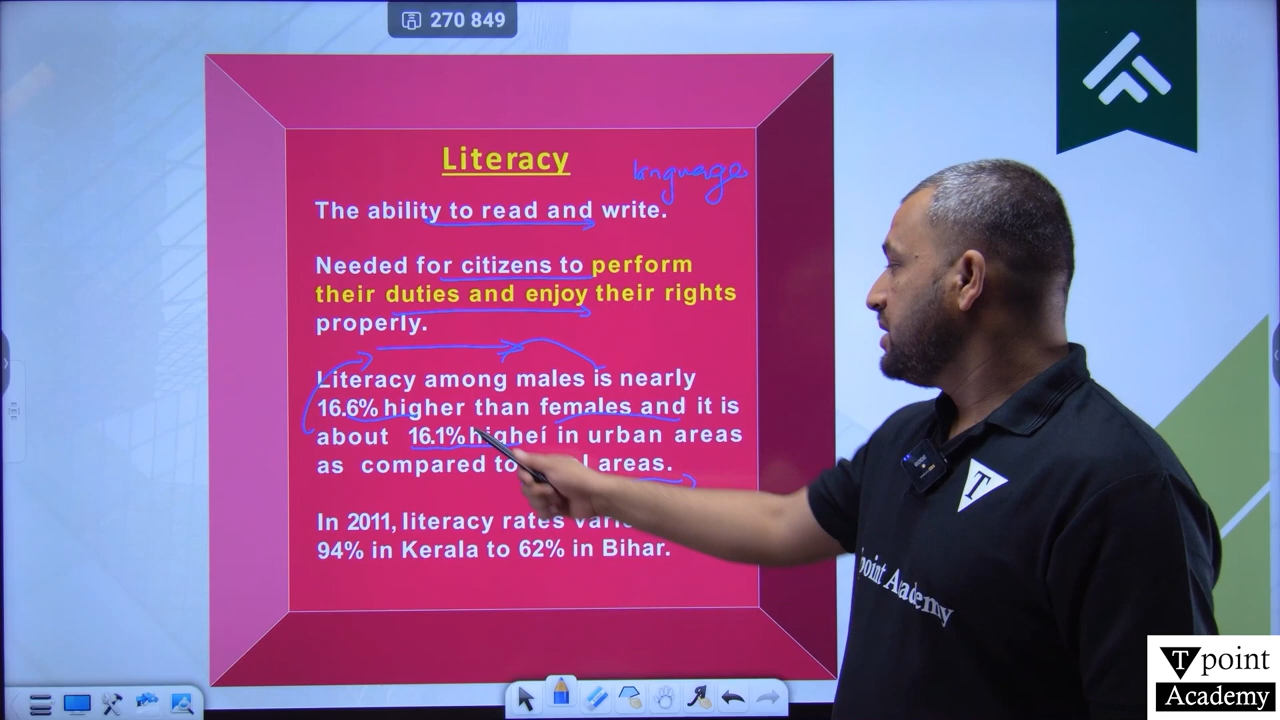 270 849
Literacy
language
The ability to read and write.
Needed for citizens to perform
their duties and enjoy their rights
properly.
Literacy among males is nearly
16.6% higher than females and it is
about 16.1% higheí in urban areas
as compared to areas.
In 2011, literacy rates
94% in Kerala to 62% in Bihar.
T
point Academy
T point
Academy